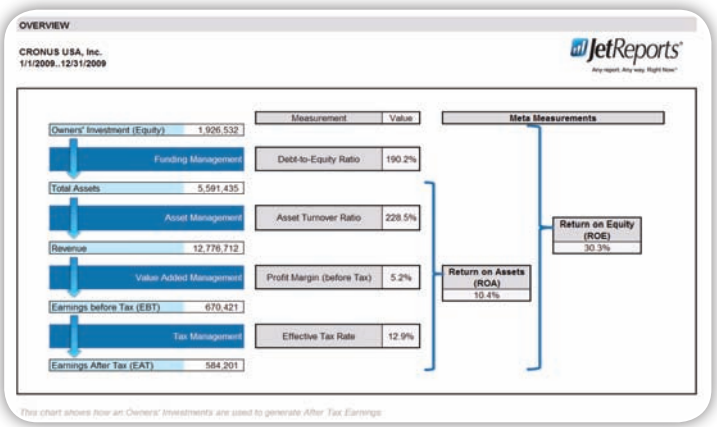 OVERVIEW
CRONUS USA, Inc.
1/1/2009..12/31/2009
JetReports
Any report. Any way. Right Now!
Measurement Value Meta Measurements
Owners' Investment (Equity) 1,926,532
Funding Management Debt-to-Equity Ratio 190.2%
Total Assets 5,591,435
Asset Management Asset Turnover Ratio 228.5%
Return on Equity
(ROE)
30.3%
Revenue 12,776,712
Value Added Management Profit Margin (before Tax) 5.2%
Return on Assets
(ROA)
10.4%
Earnings before Tax (EBT) 670,421
Tax Management Effective Tax Rate 12.9%
Earnings After Tax (EAT) 584,201
This chart shows how an Owners' Investments are used to generate After Tax Earnings